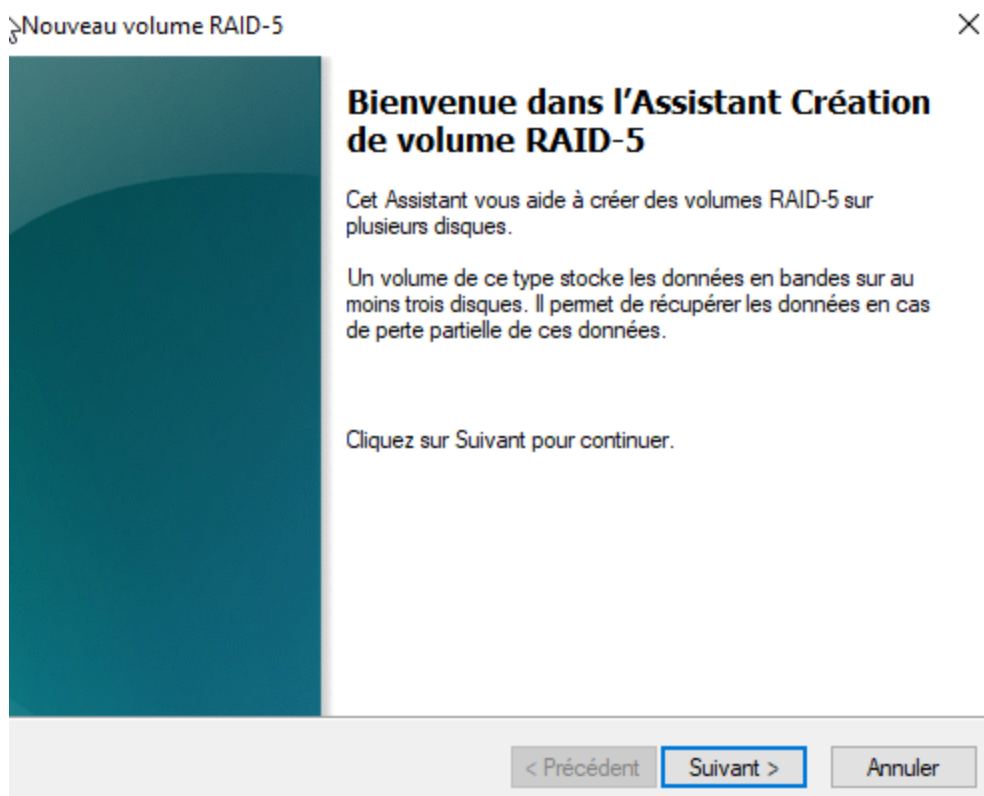 Nouveau volume RAID-5
Bienvenue dans l’Assistant Création
de volume RAID-5
Cet Assistant vous aide à créer des volumes RAID-5 sur
plusieurs disques.
Un volume de ce type stocke les données en bandes sur au
moins trois disques. Il permet de récupérer les données en cas
de perte partielle de ces données.
Cliquez sur Suivant pour continuer.
< Précédent Suivant > Annuler